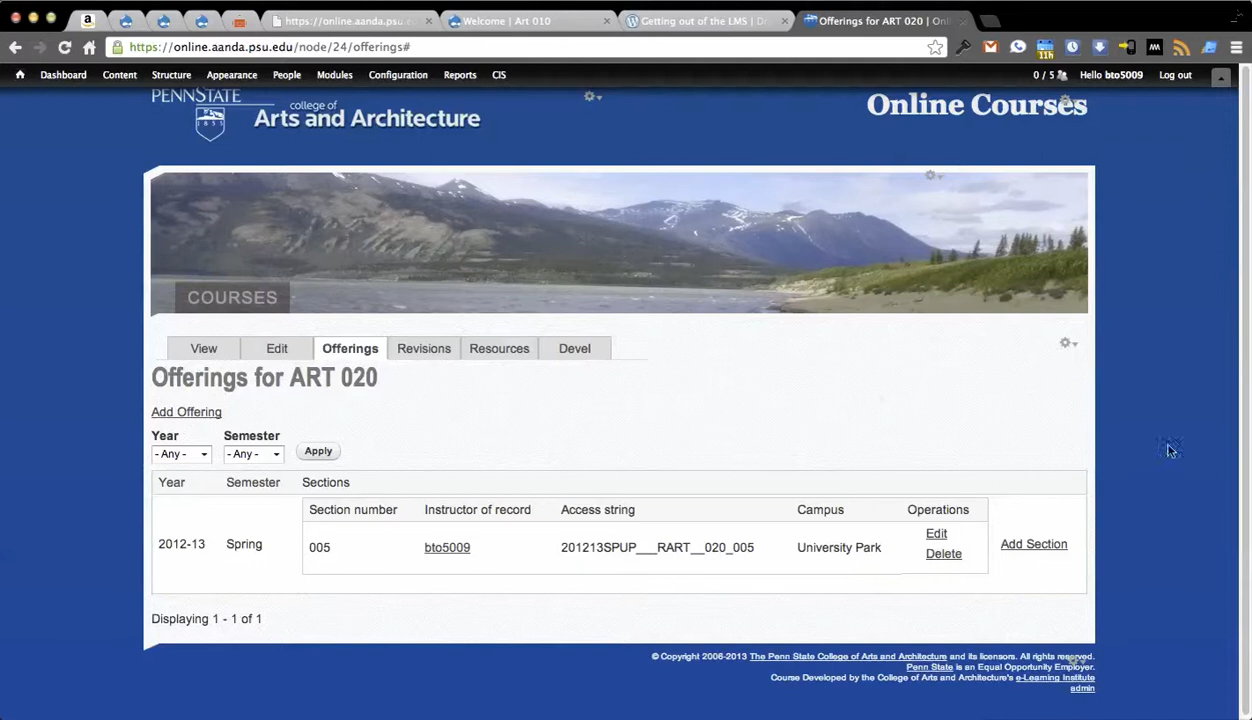 https://online.aanda.psu.e
Welcome | Art 010
Getting out of the LMS | D
Offerings for ART 020 | Onl
https://online.aanda.psu.edu/node/24/offerings#
11h
Dashboard Content Structure Appearance People Modules Configuration Reports CIS
0 / 5 Hello bto5009 Log out
PENNSTATE
1855
college of
Arts and Architecture
Online Courses
COURSES
View Edit Offerings Revisions Resources Devel
Offerings for ART 020
Add Offering
Year Semester
- Any - - Any - Apply
Year Semester Sections
Section number Instructor of record Access string Campus Operations
2012-13 Spring 005 bto5009 201213SPUP___RART__020_005 University Park Edit
Delete Add Section
Displaying 1 - 1 of 1
© Copyright 2006-2013 The Penn State College of Arts and Architecture and its licensors. All rights reserved.
Penn State is an Equal Opportunity Employer.
Course Developed by the College of Arts and Architecture's e-Learning Institute
admin